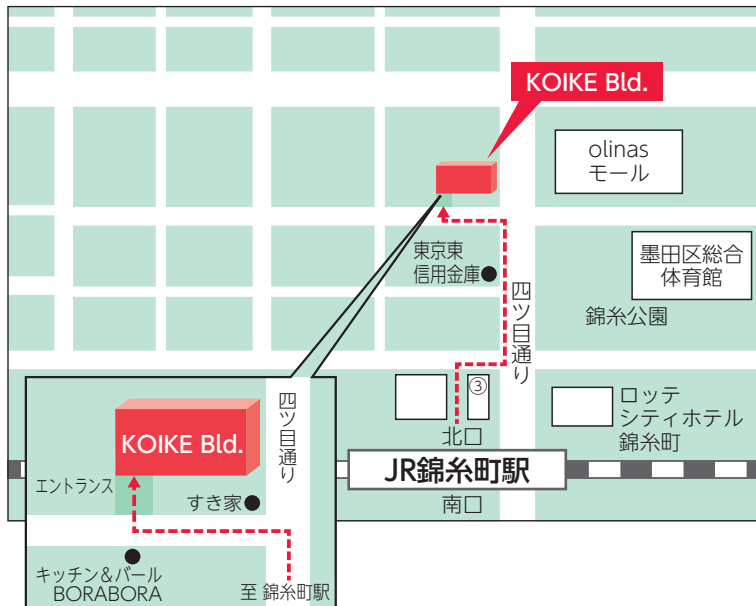 KOIKE Bld.
olinas
モール
東京東
信用金庫
墨田区総合
体育館
錦糸公園
四ツ目通り
③
北口
ロッテ
シティホテル
錦糸町
JR錦糸町駅
南口
四ツ目通り
KOIKE Bld.
エントランス
すき家
キッチン&バール
BORABORA
至 錦糸町駅